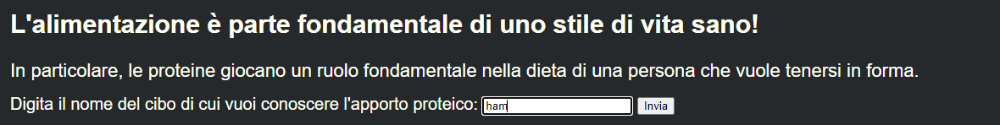 L'alimentazione è parte fondamentale di uno stile di vita sano!
In particolare, le proteine giocano un ruolo fondamentale nella dieta di una persona che vuole tenersi in forma.
Digita il nome del cibo di cui vuoi conoscere l'apporto proteico: ham Invia